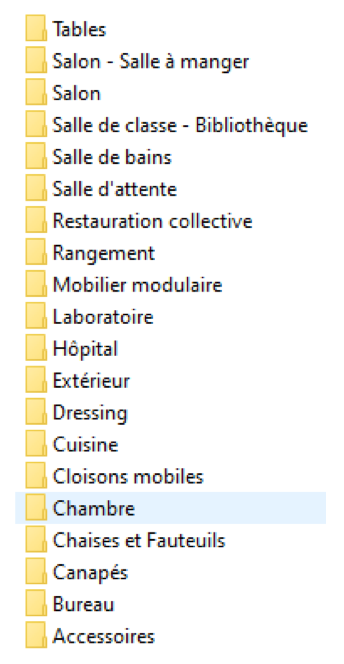 Tables
Salon - Salle à manger
Salon
Salle de classe - Bibliothèque
Salle de bains
Salle d'attente
Restauration collective
Rangement
Mobilier modulaire
Laboratoire
Hôpital
Extérieur
Dressing
Cuisine
Cloisons mobiles
Chambre
Chaises et Fauteuils
Canapés
Bureau
Accessoires